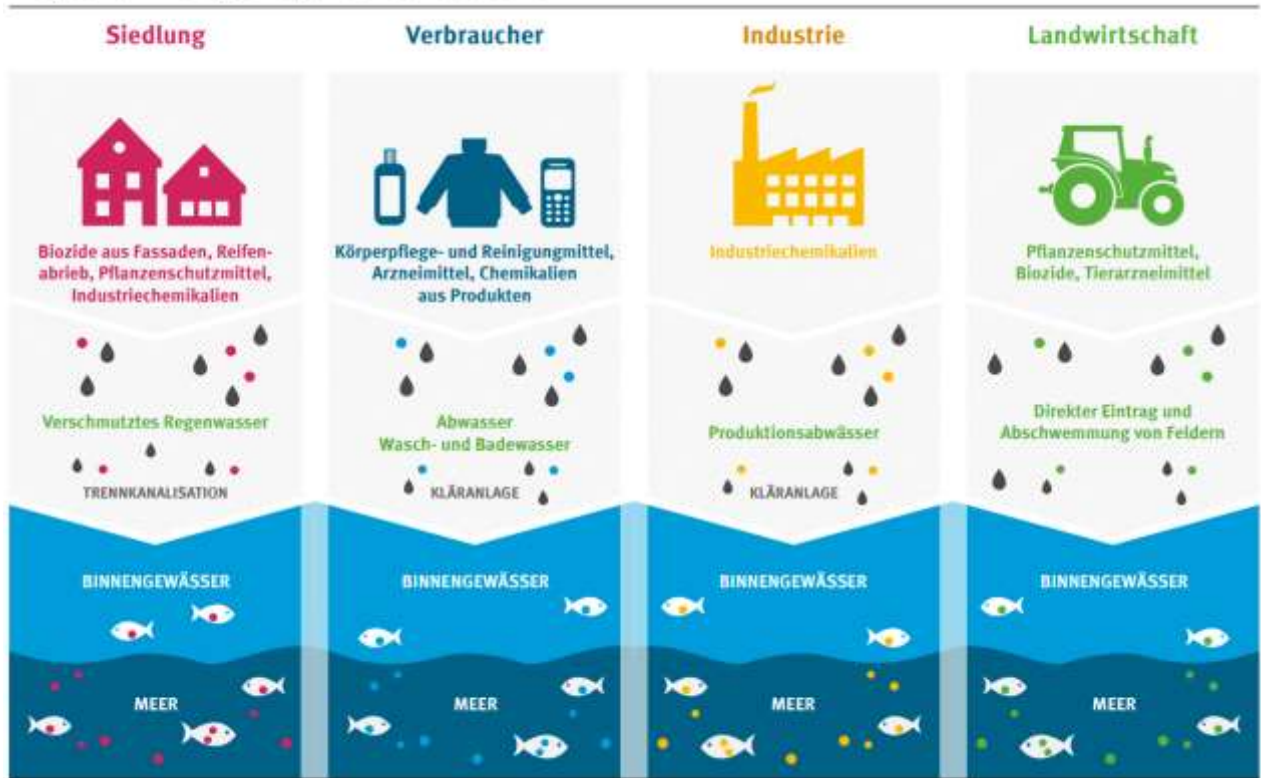 Siedlung
Biozide aus Fassaden, Reifen-
abrieb, Pflanzenschutzmittel,
Industriechemikalien
Verschmutztes Regenwasser
TRENNKANALISATION
BINNENGEWÄSSER
MEER
Verbraucher
Körperpflege- und Reinigungmittel,
Arzneimittel, Chemikalien
aus Produkten
Abwasser
Wasch- und Badewasser
KLÄRANLAGE
BINNENGEWÄSSER
MEER
Industrie
Industriechemikalien
Produktionsabwässer
KLÄRANLAGE
BINNENGEWÄSSER
MEER
Landwirtschaft
Pflanzenschutzmittel,
Biozide, Tierarzneimittel
Direkter Eintrag und
Abschwemmung von Feldern
BINNENGEWÄSSER
MEER